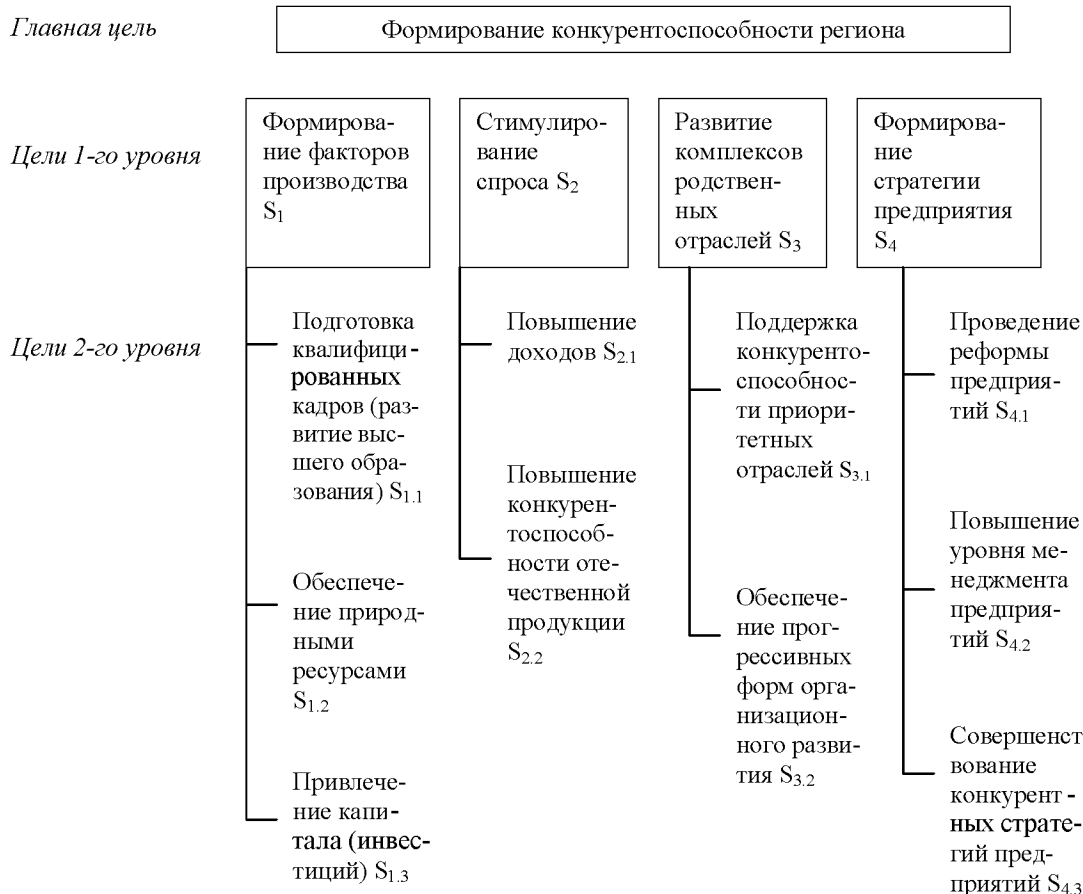 Главная цель
Формирование конкурентоспособности региона
Цели 1-го уровня
Формирова-
ние факторов
производства
S1
Стимулиро-
вание
спроса S2
Развитие
комплексов
родствен-
ных
отраслей S3
Формирова-
ние
стратегии
предприятия
S4
Цели 2-го уровня
Подготовка
квалифици-
рованных
кадров (раз-
витие выс-
шего обра-
зования) S1.1
Обеспече-
ние природ-
ными
ресурсами
S1.2
Привлече-
ние капи-
тала (инвес-
тиций) S1.3
Повышение
доходов S2.1
Повышение
конкурен-
тоспособ-
ности оте-
чественной
продукции
S2.2
Поддержка
конкуренто-
способнос-
ти приори-
тетных
отраслей S3.1
Обеспече-
ние прог-
рессивных
форм орга-
низацион-
ного разви-
тия S3.2
Проведение
реформы
предприя-
тий S4.1
Повышение
уровня ме-
неджмента
предприя-
тий S4.2
Совершенст
вование
конкурент-
ных страте-
гий пред-
приятий S4.3